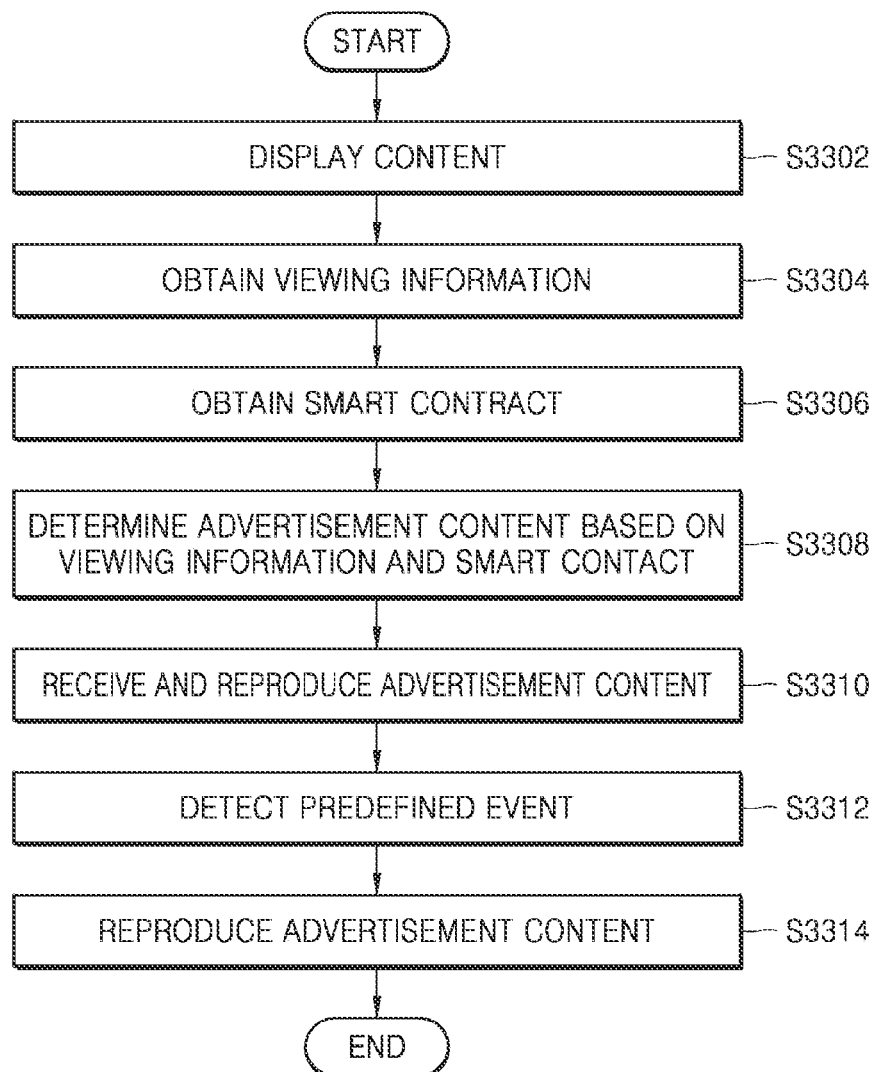 START
DISPLAY CONTENT
S3302
OBTAIN VIEWING INFORMATION
S3304
OBTAIN SMART CONTRACT
S3306
DETERMINE ADVERTISEMENT CONTENT BASED ON
VIEWING INFORMATION AND SMART CONTACT
S3308
RECEIVE AND REPRODUCE ADVERTISEMENT CONTENT
S3310
DETECT PREDEFINED EVENT
S3312
REPRODUCE ADVERTISEMENT CONTENT
S3314
END